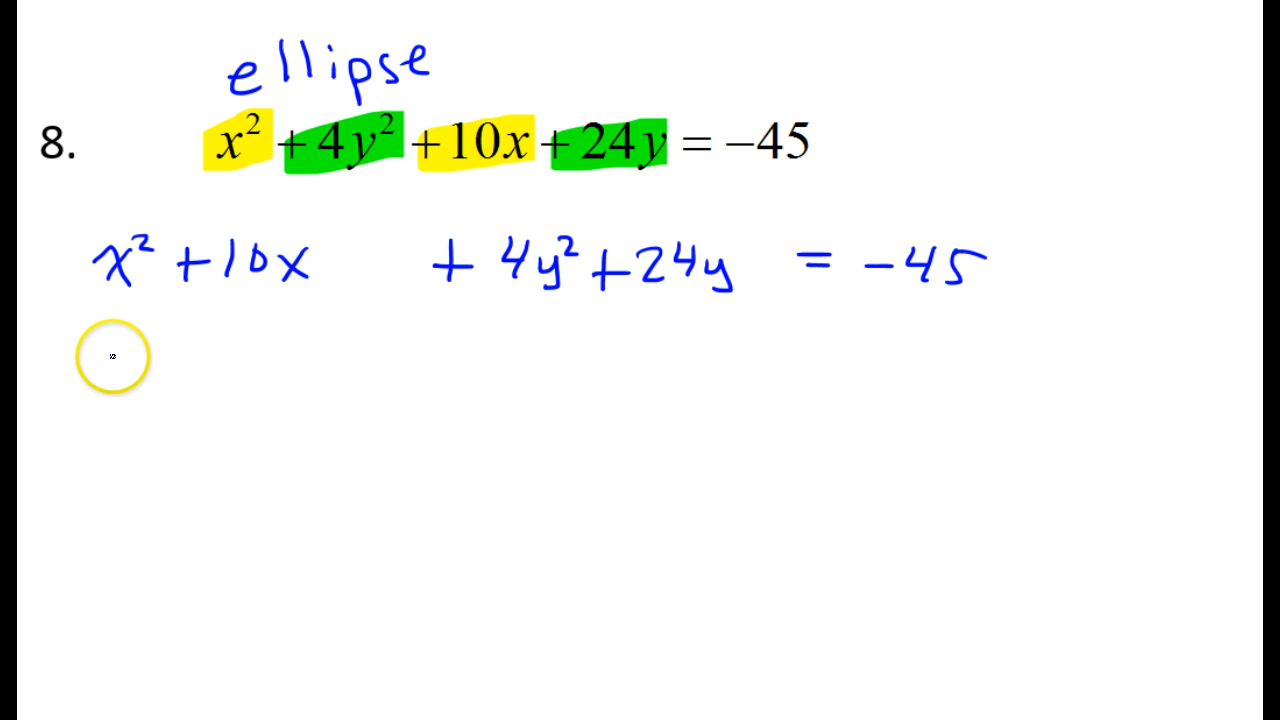 ellipse
8. x² + 4y² + 10x + 24y = −45
x² + 10x + 4y² + 24y = −45